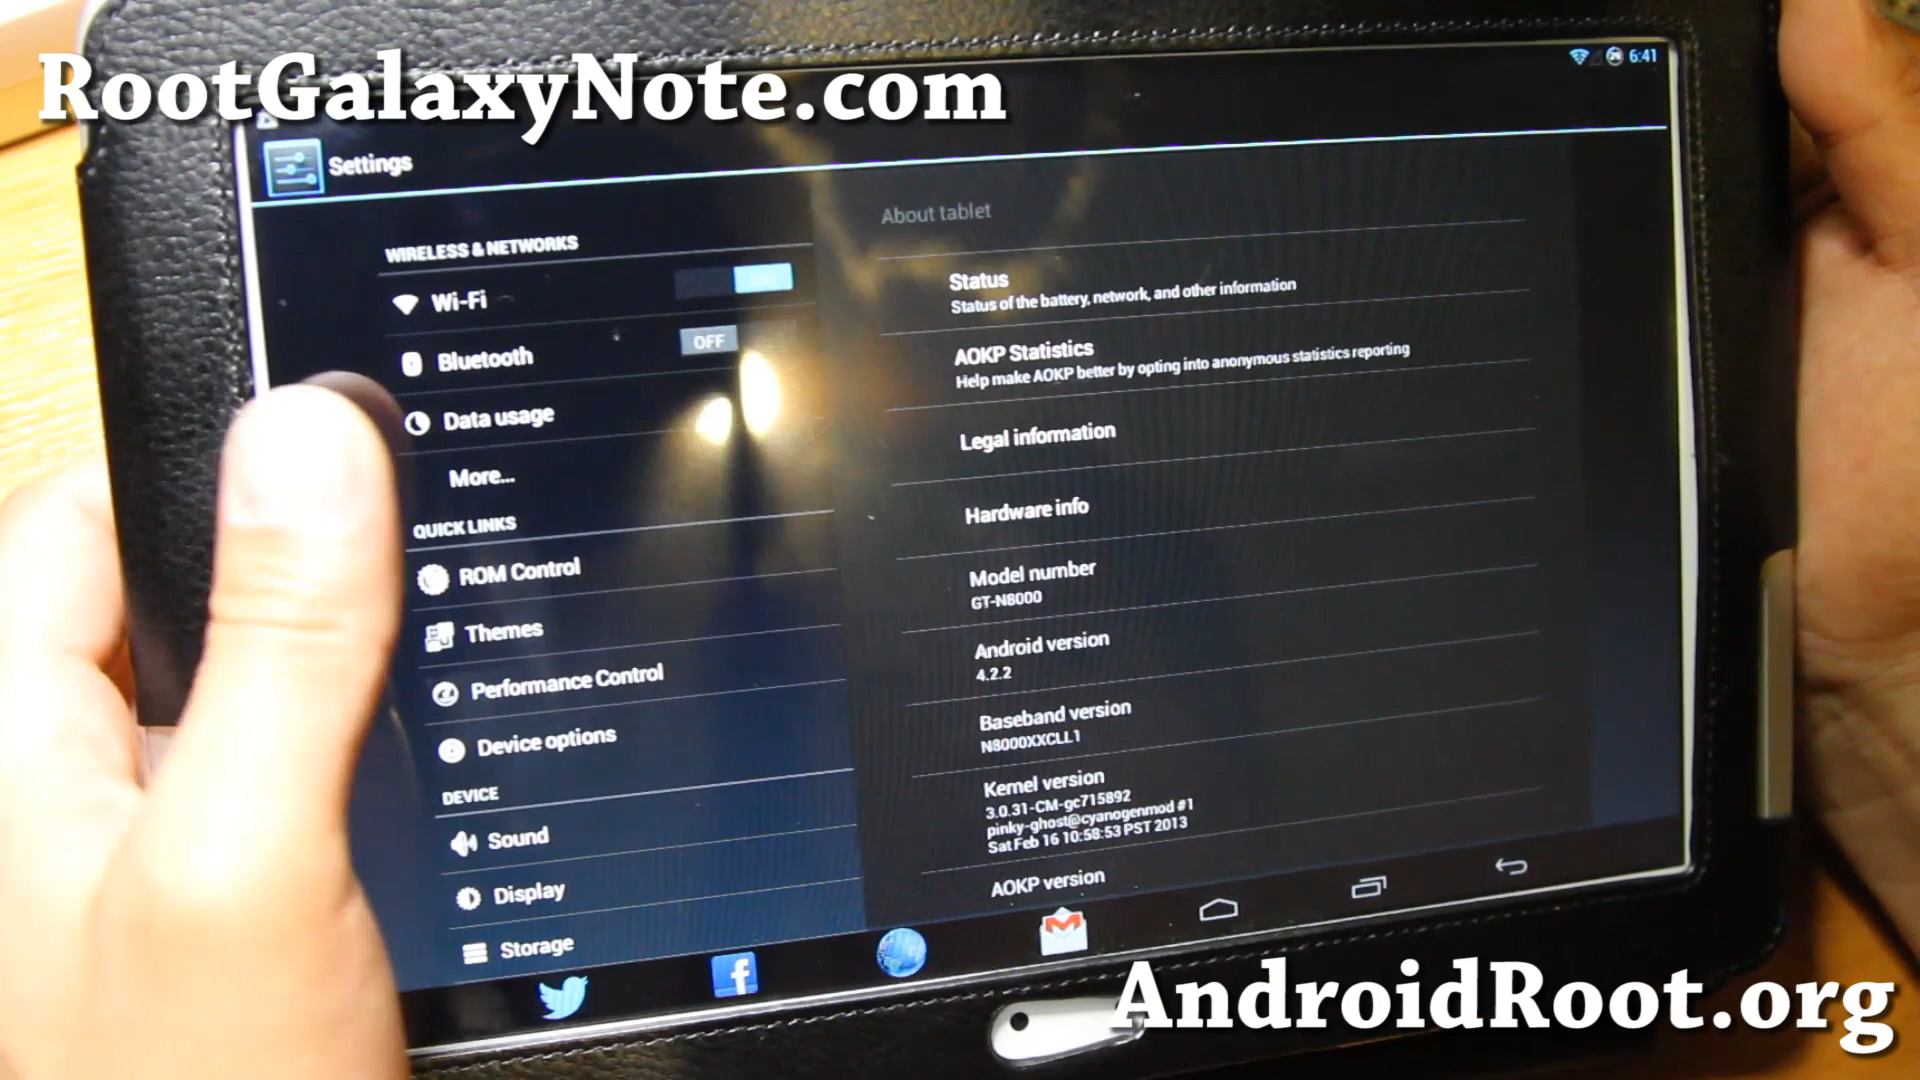 RootGalaxyNote.com
6:41
Settings
WIRELESS & NETWORKS
Wi-Fi
Bluetooth
OFF
Data usage
More...
QUICK LINKS
ROM Control
Themes
Performance Control
Device options
DEVICE
Sound
Display
Storage
About tablet
Status
Status of the battery, network, and other information
AOKP Statistics
Help make AOKP better by opting into anonymous statistics reporting
Legal information
Hardware info
Model number
GT-N8000
Android version
4.2.2
Baseband version
N8000XXCLL1
Kernel version
3.0.31-CM-gc715892
pinky-ghost@cyanogenmod #1
Sat Feb 16 10:58:53 PST 2013
AOKP version
AndroidRoot.org